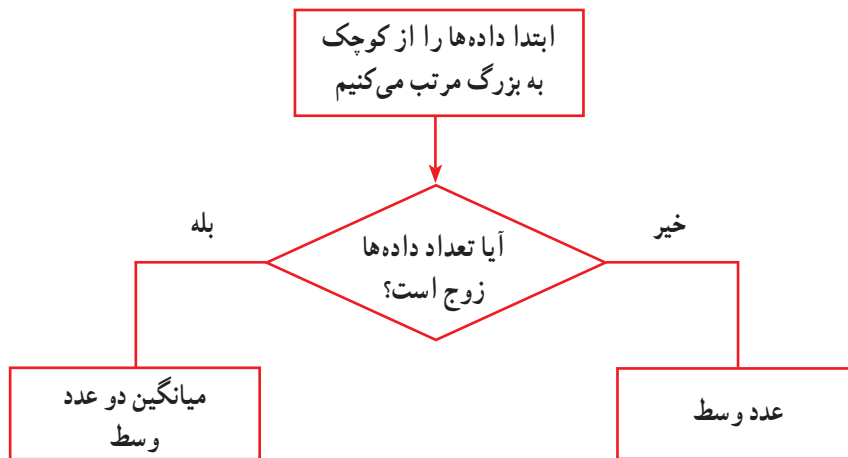 ابتدا داده‌ها را از کوچک
به بزرگ مرتب می‌کنیم
خیر
بله
آیا تعداد داده‌ها
زوج است؟
عدد وسط
میانگین دو عدد
وسط